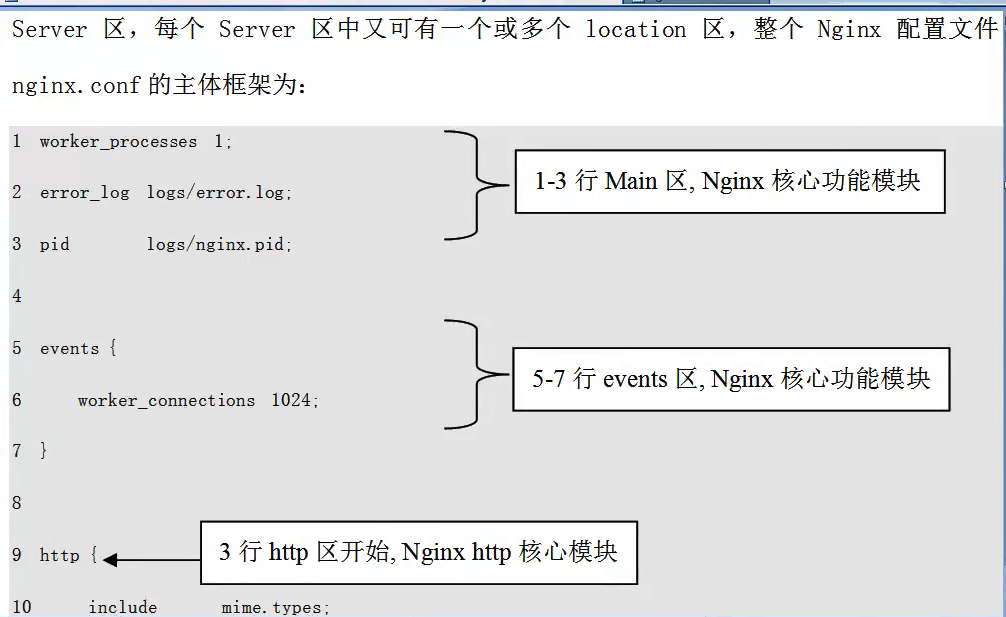 Server 区，每个 Server 区中又可有一个或多个 location 区，整个 Nginx 配置文件
nginx.conf 的主体框架为：
1 worker_processes 1;
2 error_log logs/error.log;
3 pid logs/nginx.pid;
1-3 行 Main 区, Nginx 核心功能模块
4
5 events {
6 worker_connections 1024;
7 }
5-7 行 events 区, Nginx 核心功能模块
8
9 http {
3 行 http 区开始, Nginx http 核心模块
10 include mime.types;